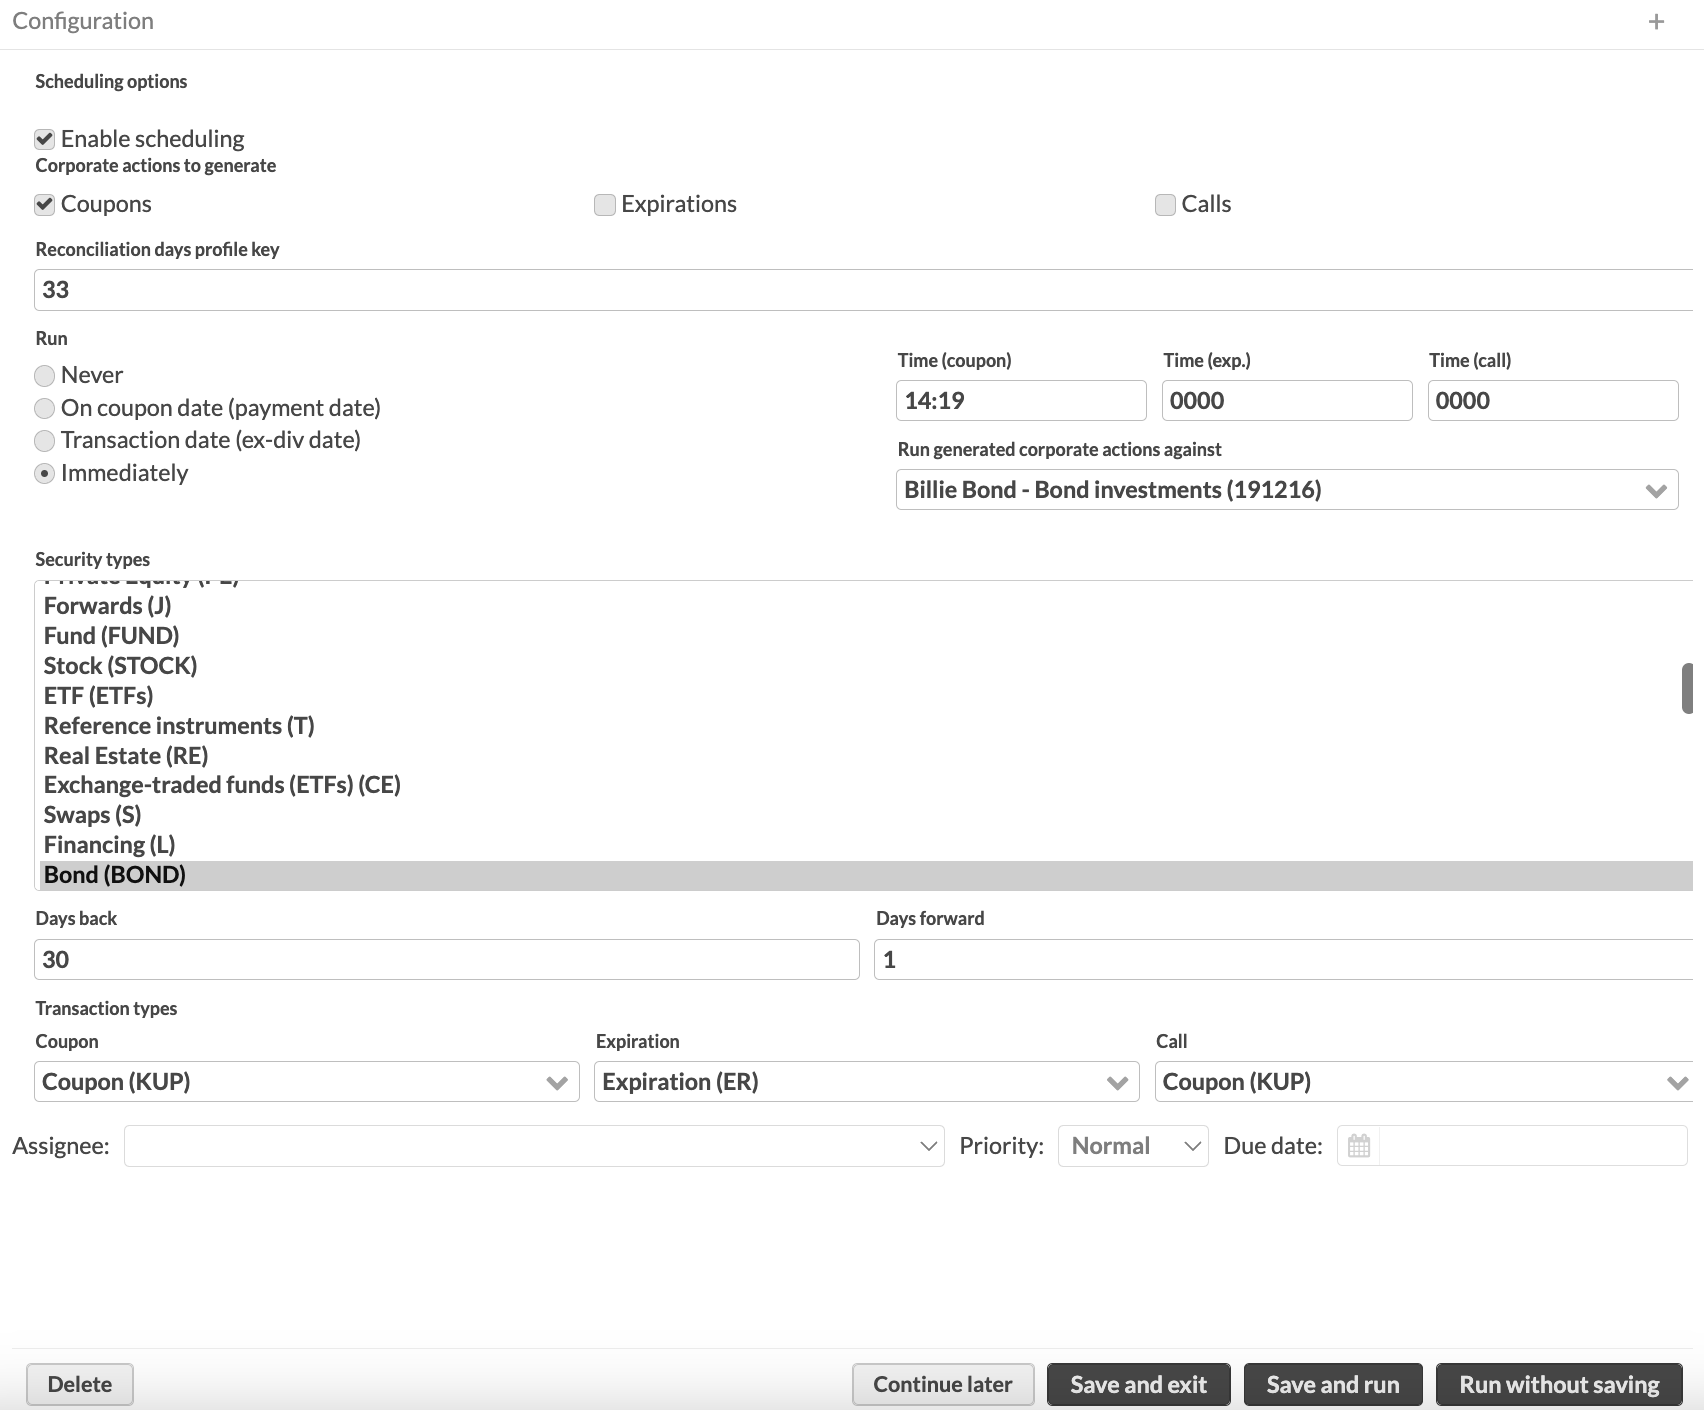 Configuration
Scheduling options
Enable scheduling
Corporate actions to generate
Coupons
Expirations
Calls
Reconciliation days profile key
33
Run
Never
On coupon date (payment date)
Transaction date (ex-div date)
Immediately
Time (coupon)
Time (exp.)
Time (call)
14:19
0000
0000
Run generated corporate actions against
Billie Bond - Bond investments (191216)
Security types
Private Equity (PE)
Forwards (J)
Fund (FUND)
Stock (STOCK)
ETF (ETFs)
Reference instruments (T)
Real Estate (RE)
Exchange-traded funds (ETFs) (CE)
Swaps (S)
Financing (L)
Bond (BOND)
Days back
Days forward
30
1
Transaction types
Coupon
Expiration
Call
Coupon (KUP)
Expiration (ER)
Coupon (KUP)
Assignee:
Priority: Normal
Due date:
Delete
Continue later
Save and exit
Save and run
Run without saving